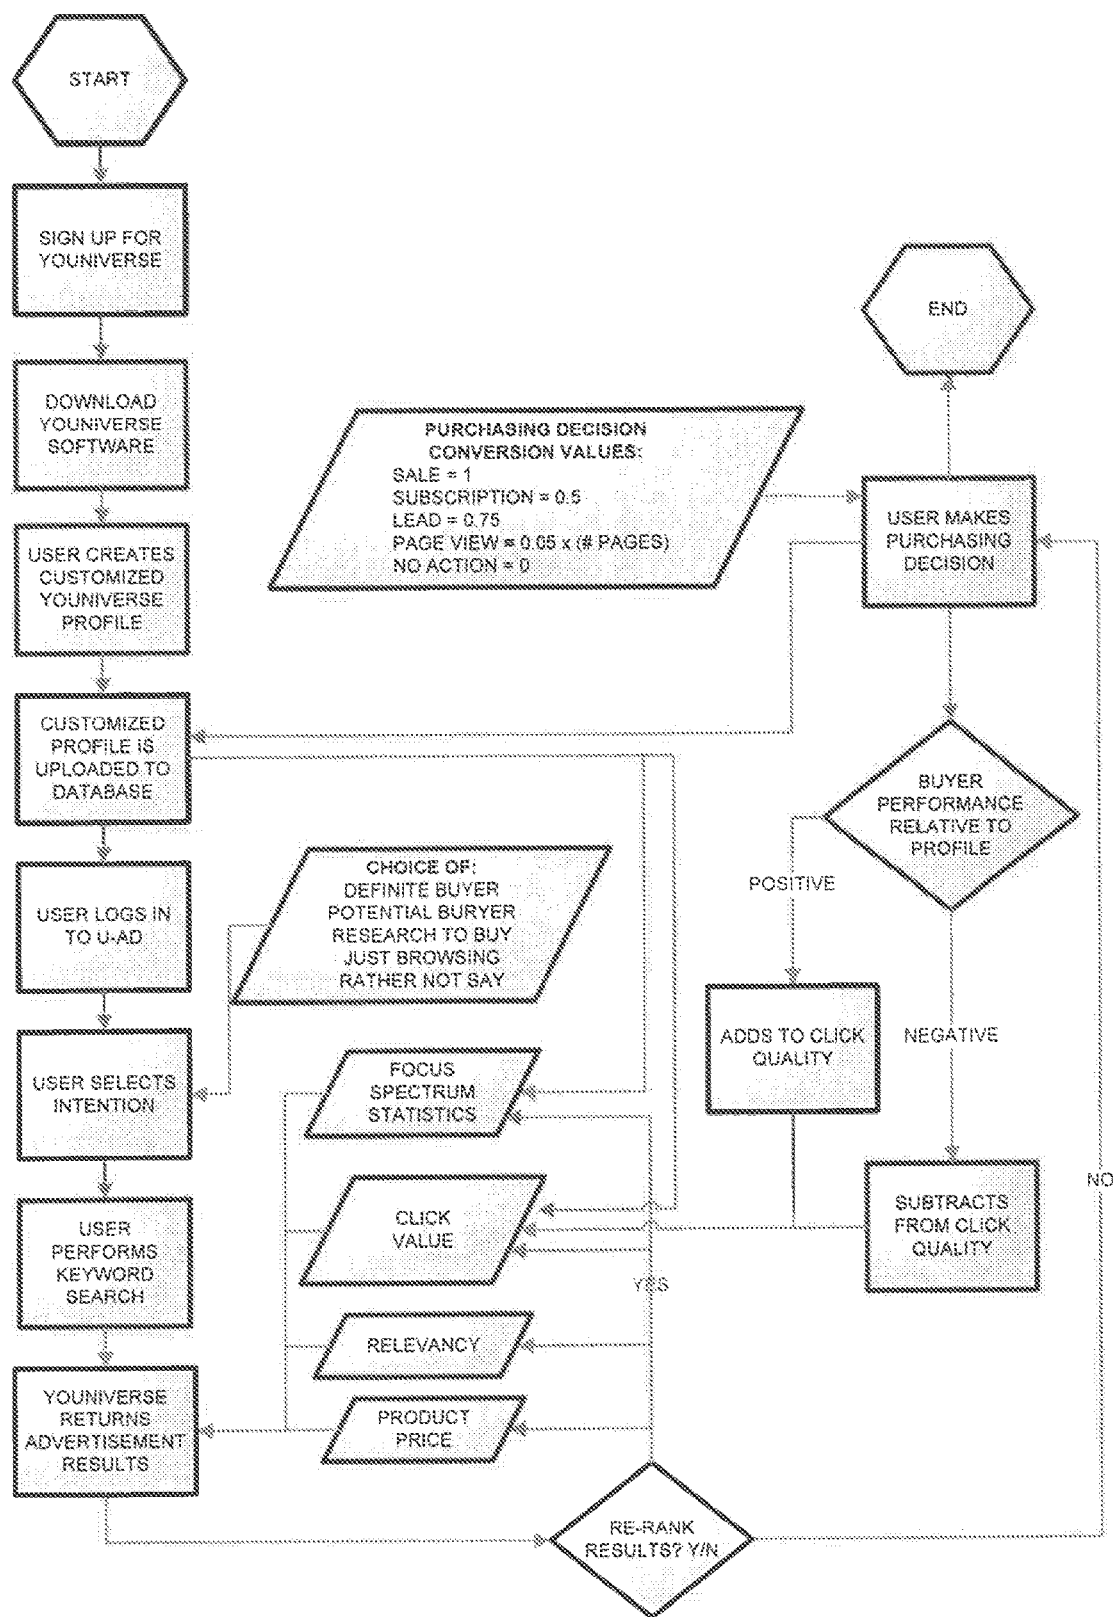 START
SIGN UP FOR
YOUNIVERSE
DOWNLOAD
YOUNIVERSE
SOFTWARE
USER CREATES
CUSTOMIZED
YOUNIVERSE
PROFILE
CUSTOMIZED
PROFILE IS
UPLOADED TO
DATABASE
USER LOGS IN
TO U-AD
USER SELECTS
INTENTION
USER
PERFORMS
KEYWORD
SEARCH
YOUNIVERSE
RETURNS
ADVERTISEMENT
RESULTS
PURCHASING DECISION
CONVERSION VALUES:
SALE = 1
SUBSCRIPTION = 0.5
LEAD = 0.75
PAGE VIEW = 0.05 x (# PAGES)
NO ACTION = 0
CHOICE OF:
DEFINITE BUYER
POTENTIAL BURYER
RESEARCH TO BUY
JUST BROWSING
RATHER NOT SAY
FOCUS
SPECTRUM
STATISTICS
CLICK
VALUE
RELEVANCY
PRODUCT
PRICE
YES
RE-RANK
RESULTS? Y/N
NO
END
USER MAKES
PURCHASING
DECISION
BUYER
PERFORMANCE
RELATIVE TO
PROFILE
POSITIVE
ADDS TO CLICK
QUALITY
NEGATIVE
SUBTRACTS
FROM CLICK
QUALITY